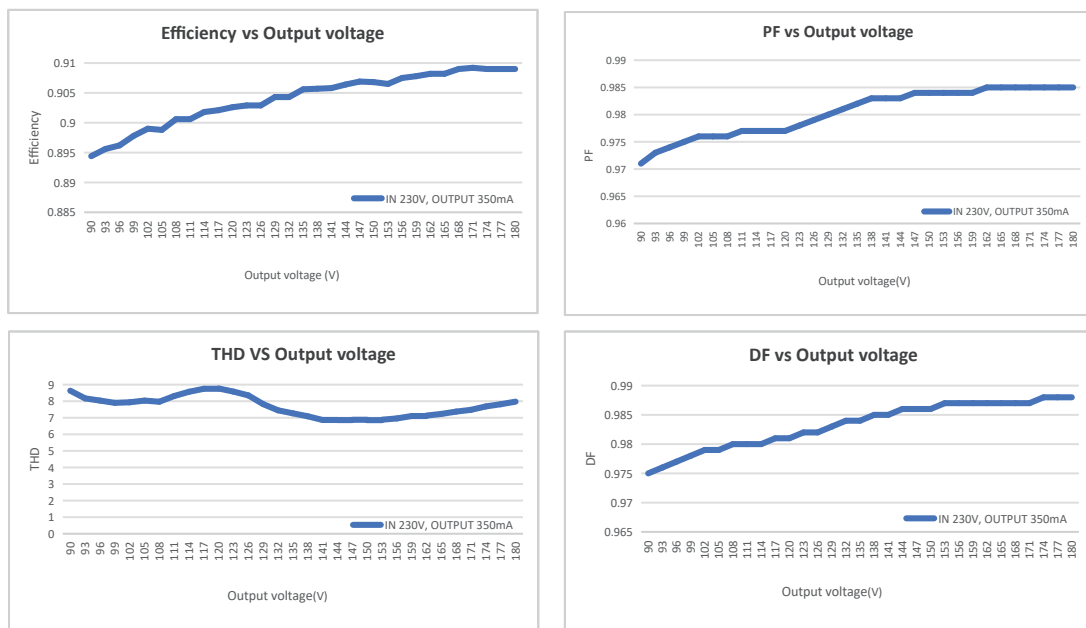 Efficiency vs Output voltage
0.91
0.905
0.9
0.895
0.89
0.885
Efficiency
IN 230V, OUTPUT 350mA
90 93 96 99 102 105 108 111 114 117 120 123 126 129 132 135 138 141 144 147 150 153 156 159 162 165 168 171 174 177 180
Output voltage (V)
PF vs Output voltage
0.99
0.985
0.98
0.975
0.97
0.965
0.96
PF
IN 230V, OUTPUT 350mA
90 93 96 99 102 105 108 111 114 117 120 123 126 129 132 135 138 141 144 147 150 153 156 159 162 165 168 171 174 177 180
Output voltage(V)
THD VS Output voltage
9
8
7
6
5
4
3
2
1
0
THD
IN 230V, OUTPUT 350mA
90 93 96 99 102 105 108 111 114 117 120 123 126 129 132 135 138 141 144 147 150 153 156 159 162 165 168 171 174 177 180
Output voltage(V)
DF vs Output voltage
0.99
0.985
0.98
0.975
0.97
0.965
DF
IN 230V, OUTPUT 350mA
90 93 96 99 102 105 108 111 114 117 120 123 126 129 132 135 138 141 144 147 150 153 156 159 162 165 168 171 174 177 180
Output voltage(V)